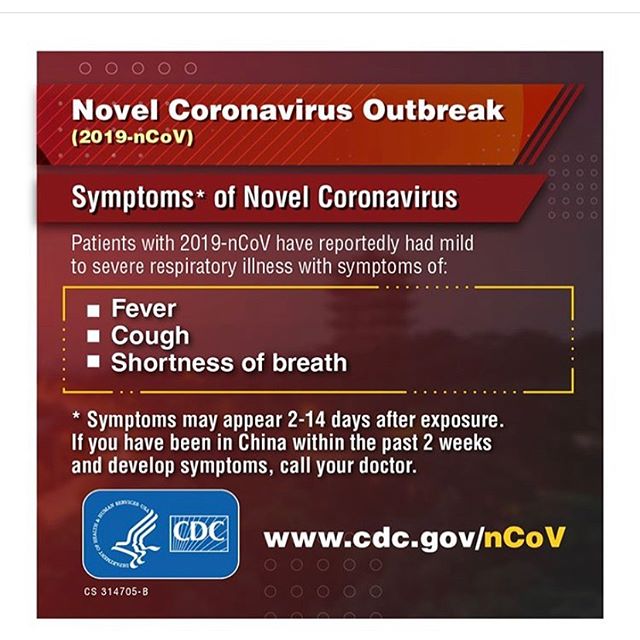 Novel Coronavirus Outbreak
(2019-nCoV)
Symptoms* of Novel Coronavirus
Patients with 2019-nCoV have reportedly had mild
to severe respiratory illness with symptoms of:
Fever
Cough
Shortness of breath
* Symptoms may appear 2-14 days after exposure.
If you have been in China within the past 2 weeks
and develop symptoms, call your doctor.
DEPARTMENT OF HEALTH & HUMAN SERVICES USA
CDC
www.cdc.gov/nCoV
CS 314705-B